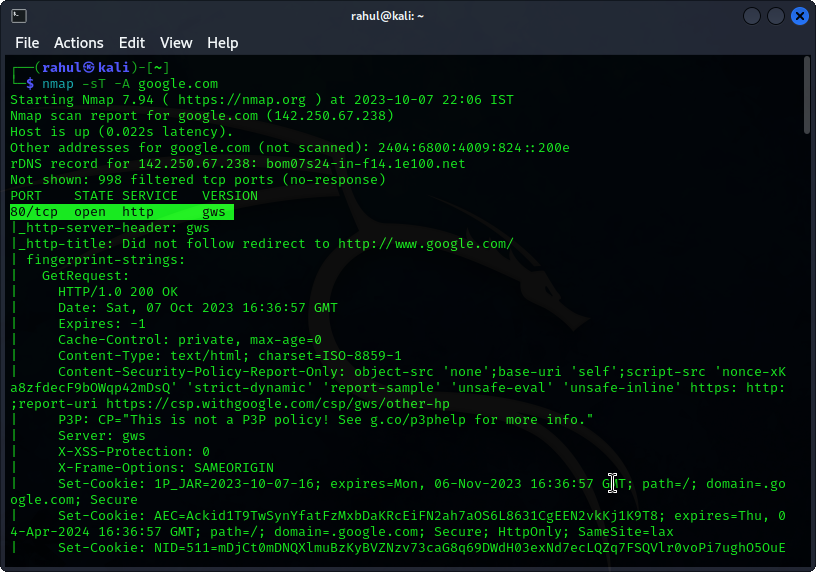 rahul@kali: ~
File Actions Edit View Help
┌──(rahul㉿kali)-[~]
└─$ nmap -sT -A google.com
Starting Nmap 7.94 ( https://nmap.org ) at 2023-10-07 22:06 IST
Nmap scan report for google.com (142.250.67.238)
Host is up (0.022s latency).
Other addresses for google.com (not scanned): 2404:6800:4009:824::200e
rDNS record for 142.250.67.238: bom07s24-in-f14.1e100.net
Not shown: 998 filtered tcp ports (no-response)
PORT    STATE SERVICE   VERSION
80/tcp  open  http      gws
|_http-server-header: gws
|_http-title: Did not follow redirect to http://www.google.com/
| fingerprint-strings:
|   GetRequest:
|     HTTP/1.0 200 OK
|     Date: Sat, 07 Oct 2023 16:36:57 GMT
|     Expires: -1
|     Cache-Control: private, max-age=0
|     Content-Type: text/html; charset=ISO-8859-1
|     Content-Security-Policy-Report-Only: object-src 'none';base-uri 'self';script-src 'nonce-xK
a8zfdecF9bOWqp42mDsQ' 'strict-dynamic' 'report-sample' 'unsafe-eval' 'unsafe-inline' https: http:
;report-uri https://csp.withgoogle.com/csp/gws/other-hp
|     P3P: CP="This is not a P3P policy! See g.co/p3phelp for more info."
|     Server: gws
|     X-XSS-Protection: 0
|     X-Frame-Options: SAMEORIGIN
|     Set-Cookie: 1P_JAR=2023-10-07-16; expires=Mon, 06-Nov-2023 16:36:57 GMT; path=/; domain=.go
ogle.com; Secure
|     Set-Cookie: AEC=Ackid1T9TwSynYfatFzMxbDaKRcEiFN2ah7aOS6L8631CgEEN2vkKj1K9T8; expires=Thu, 0
4-Apr-2024 16:36:57 GMT; path=/; domain=.google.com; Secure; HttpOnly; SameSite=lax
|     Set-Cookie: NID=511=mDjCt0mDNQXlmuBzKyBVZNzv73caG8q69DWdH03exNd7ecLQZq7FSQVlr0voPi7ughO5OuE